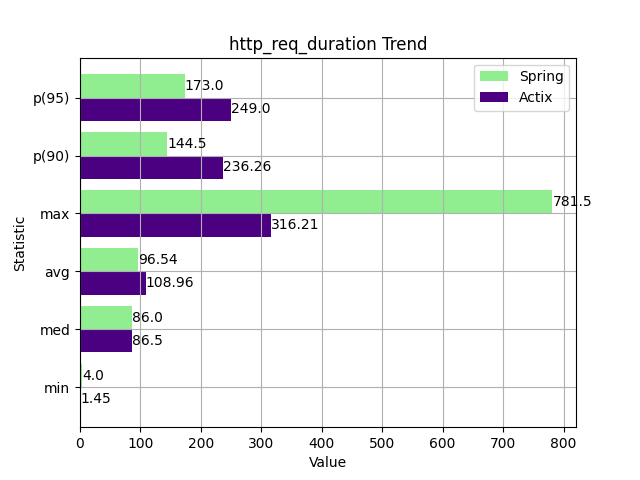 http_req_duration Trend
Spring
Actix
p(95)
173.0
249.0
p(90)
144.5
236.26
max
781.5
316.21
avg
96.54
108.96
med
86.0
86.5
min
4.0
1.45
Statistic
0 100 200 300 400 500 600 700 800
Value